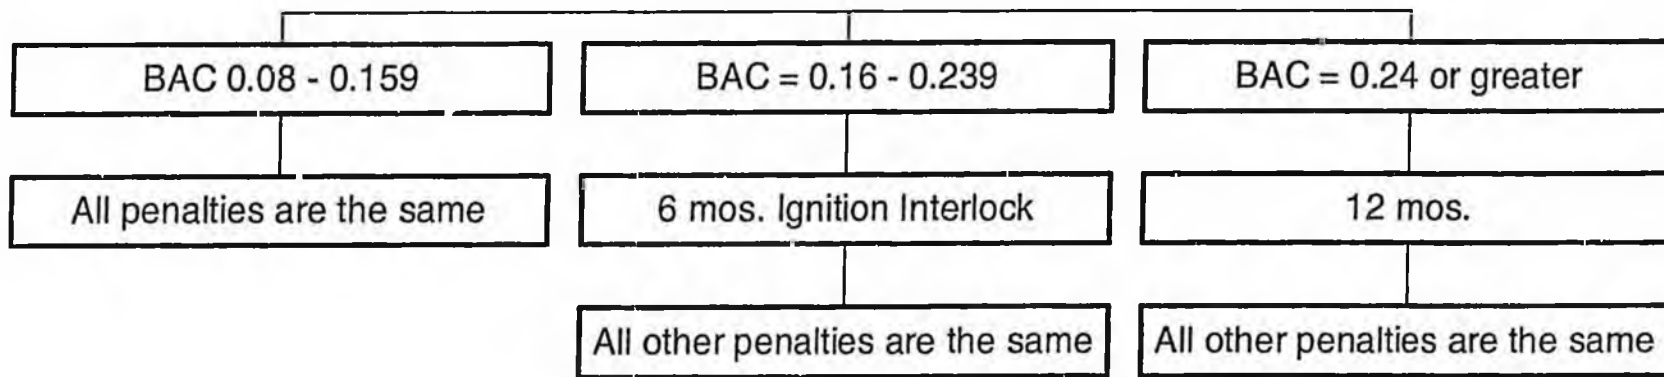 BAC 0.08 - 0.159
BAC = 0.16 - 0.239
BAC = 0.24 or greater
All penalties are the same
6 mos. Ignition Interlock
12 mos.
All other penalties are the same
All other penalties are the same